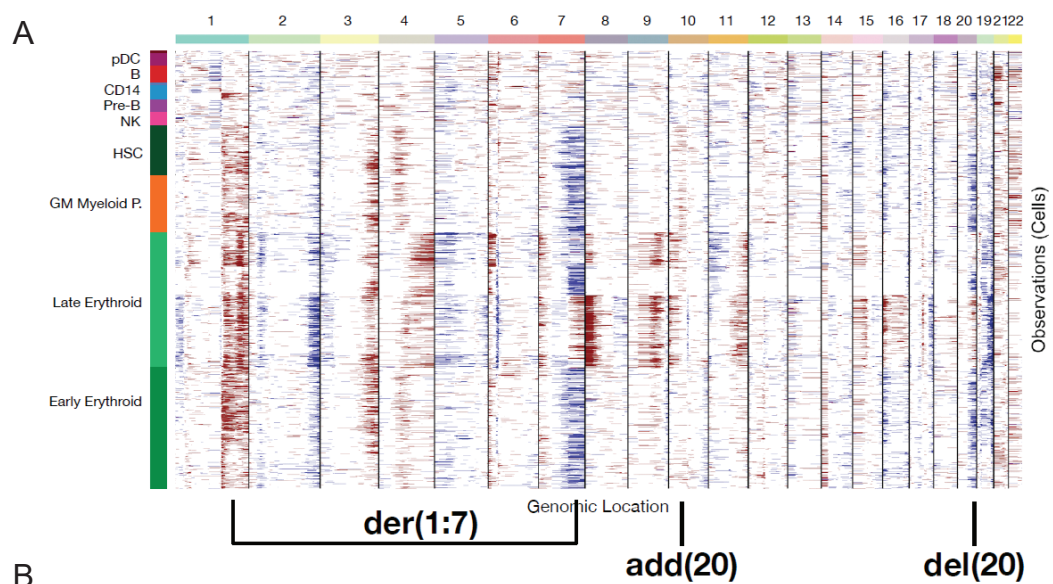 A
1 2 3 4 5 6 7 8 9 10 11 12 13 14 15 16 17 18 20 19 2122
pDC
B
CD14
Pre-B
NK
HSC
GM Myeloid P.
Late Erythroid
Early Erythroid
Observations (Cells)
Genomic Location
der(1:7)
add(20)
del(20)
B